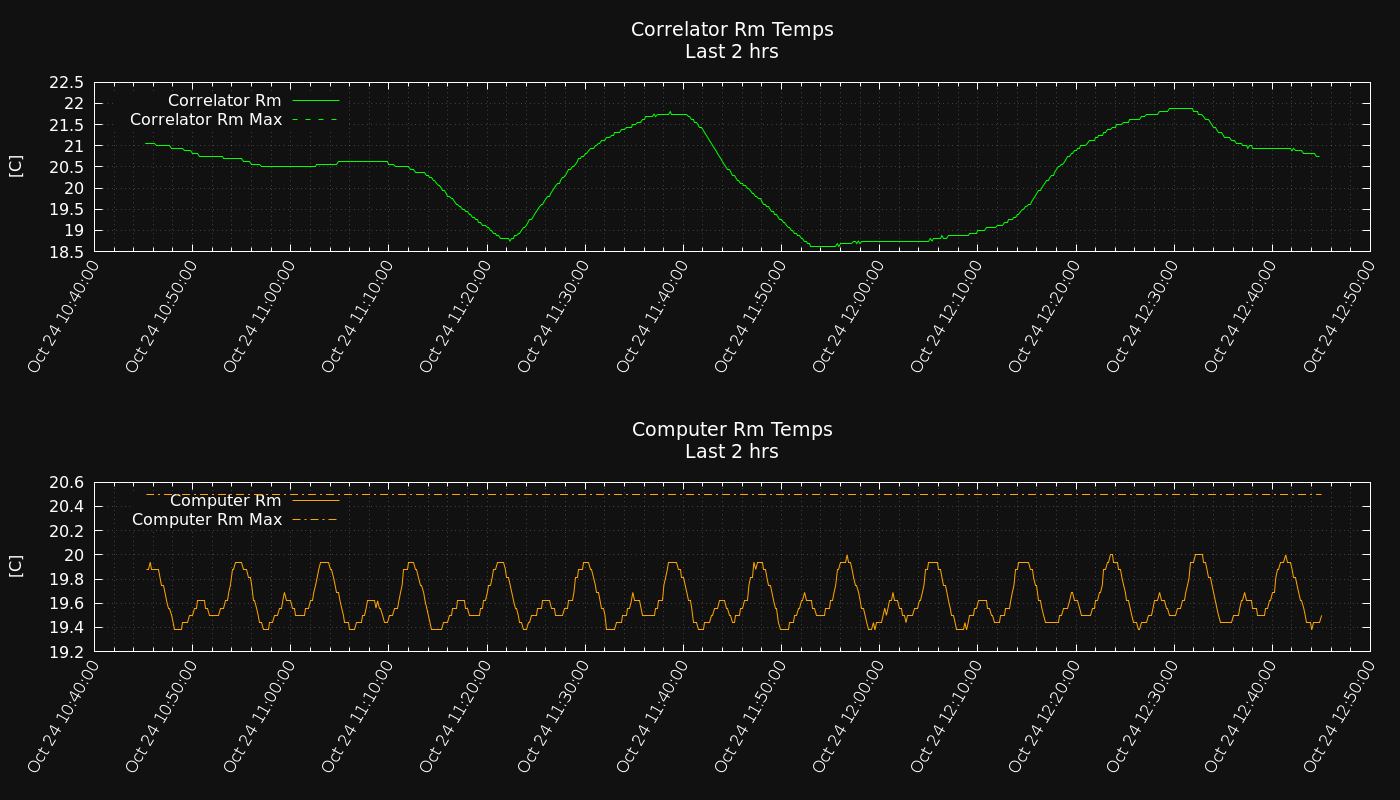 Correlator Rm Temps
Last 2 hrs
22.5
22
21.5
21
20.5
20
19.5
19
18.5
[C]
Correlator Rm
Correlator Rm Max
Oct 24 10:40:00
Oct 24 10:50:00
Oct 24 11:00:00
Oct 24 11:10:00
Oct 24 11:20:00
Oct 24 11:30:00
Oct 24 11:40:00
Oct 24 11:50:00
Oct 24 12:00:00
Oct 24 12:10:00
Oct 24 12:20:00
Oct 24 12:30:00
Oct 24 12:40:00
Oct 24 12:50:00
Computer Rm Temps
Last 2 hrs
20.6
20.4
20.2
20
19.8
19.6
19.4
19.2
[C]
Computer Rm
Computer Rm Max
Oct 24 10:40:00
Oct 24 10:50:00
Oct 24 11:00:00
Oct 24 11:10:00
Oct 24 11:20:00
Oct 24 11:30:00
Oct 24 11:40:00
Oct 24 11:50:00
Oct 24 12:00:00
Oct 24 12:10:00
Oct 24 12:20:00
Oct 24 12:30:00
Oct 24 12:40:00
Oct 24 12:50:00